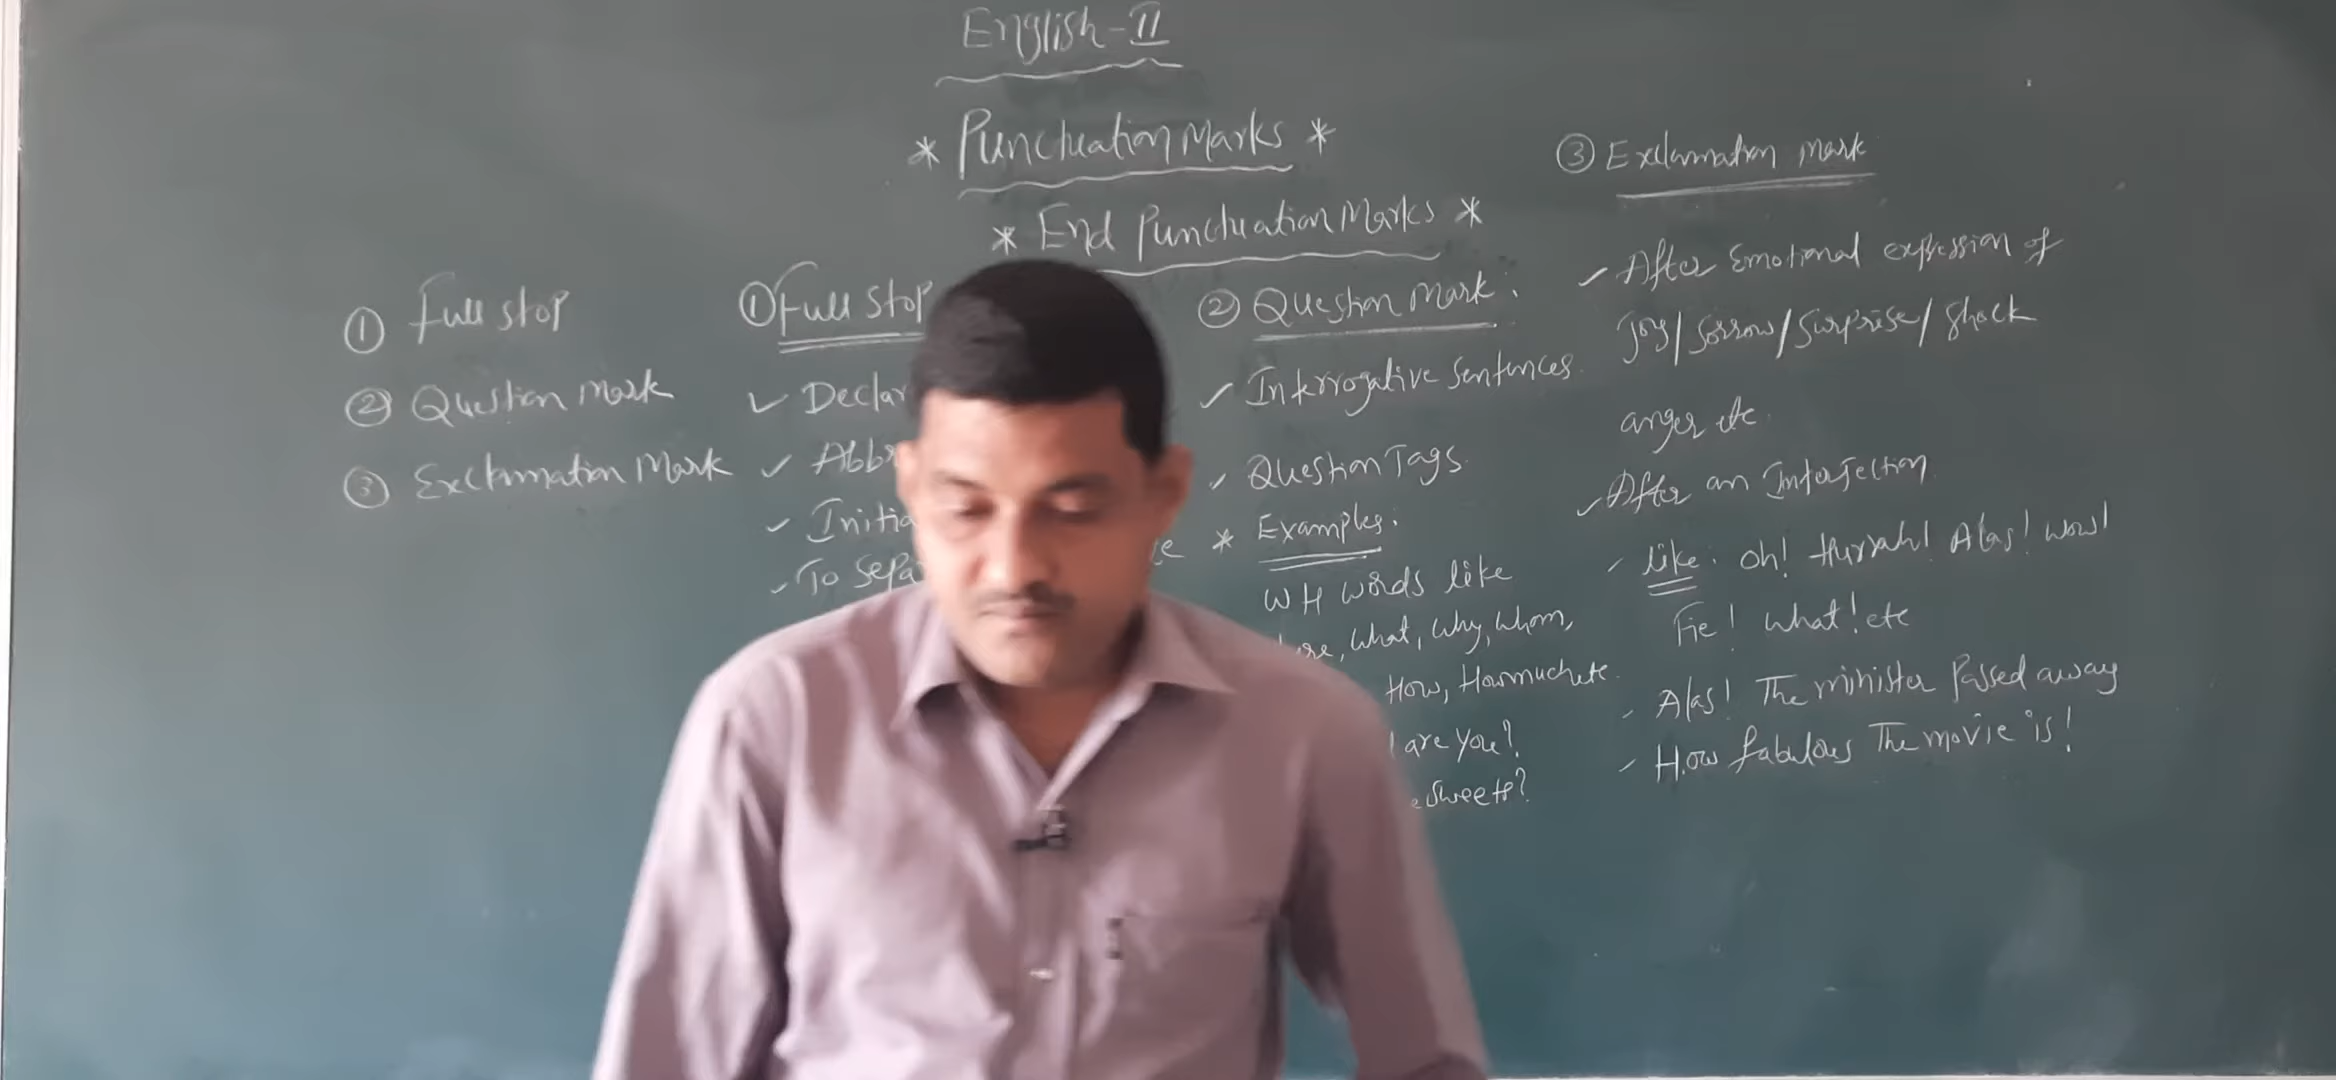 English-II
* Punctuation Marks *
* End Punctuation Marks *
① Full stop
② Question mark
③ Exclamation Mark
① Full stop
✓ Declar
✓ Abbr
✓ Initia
✓ To sepa
② Question mark.
✓ Interrogative sentences.
✓ Question Tags.
* Examples:
WH words like
re, What, Why, Whom,
How, Howmuch etc.
are you?
e sweets?
③ Exclamation mark
✓ After Emotional expression of
Joy/Sorrow/Surprise/Shock
anger etc.
✓ After an Interjection
✓ like: oh! Hurrah! Alas! wow!
Fie! what! etc
✓ Alas! The minister Passed away
✓ How fabulous The movie is!